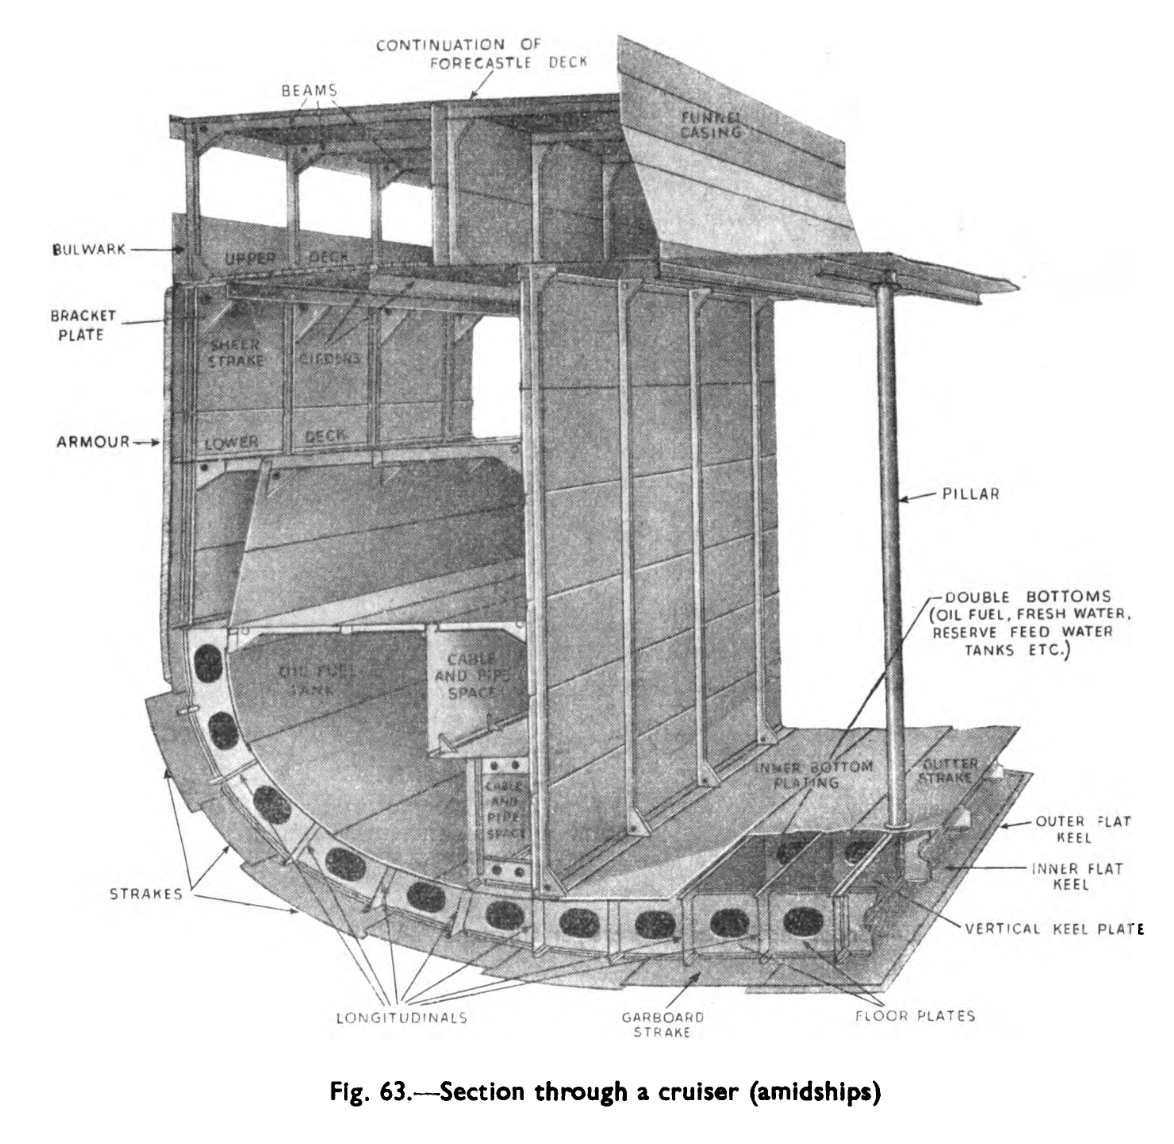 CONTINUATION OF
FORECASTLE DECK
BEAMS
FUNNEL
CASING
BULWARK
UPPER DECK
BRACKET
PLATE
SHEER
STRAKE
GIRDERS
ARMOUR
LOWER DECK
PILLAR
DOUBLE BOTTOMS
(OIL FUEL, FRESH WATER,
RESERVE FEED WATER
TANKS ETC.)
OIL FUEL
TANK
CABLE
AND PIPE
SPACE
INNER BOTTOM
PLATING
GUTTER
STRAKE
CABLE
AND
PIPE
SPACE
OUTER FLAT
KEEL
INNER FLAT
KEEL
STRAKES
VERTICAL KEEL PLATE
LONGITUDINALS
GARBOARD
STRAKE
FLOOR PLATES
Fig. 63.—Section through a cruiser (amidships)